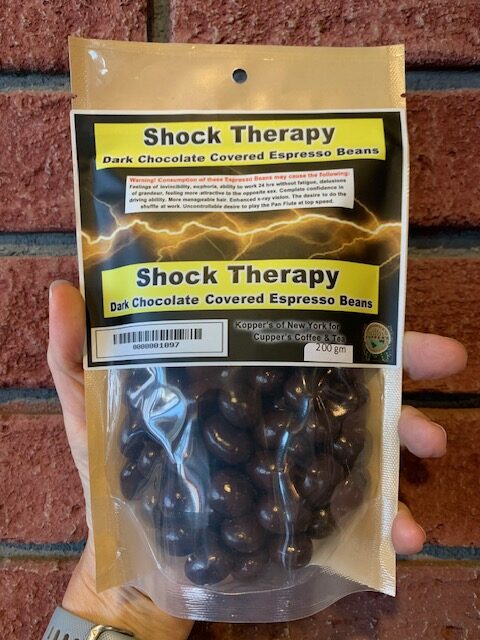 Shock Therapy
Dark Chocolate Covered Espresso Beans
Warning! Consumption of these Espresso Beans may cause the following:
Feelings of invincibility, euphoria, ability to work 24 hrs without fatigue, delusions
of grandeur, feeling more attractive to the opposite sex. Complete confidence in
driving ability. More manageable hair. Enhanced x-ray vision. The desire to do the
shuffle at work. Uncontrollable desire to play the Pan Flute at top speed.
Shock Therapy
Dark Chocolate Covered Espresso Beans
0000001097
Kopper's of New York for
Cupper's Coffee & Tea
200 gm